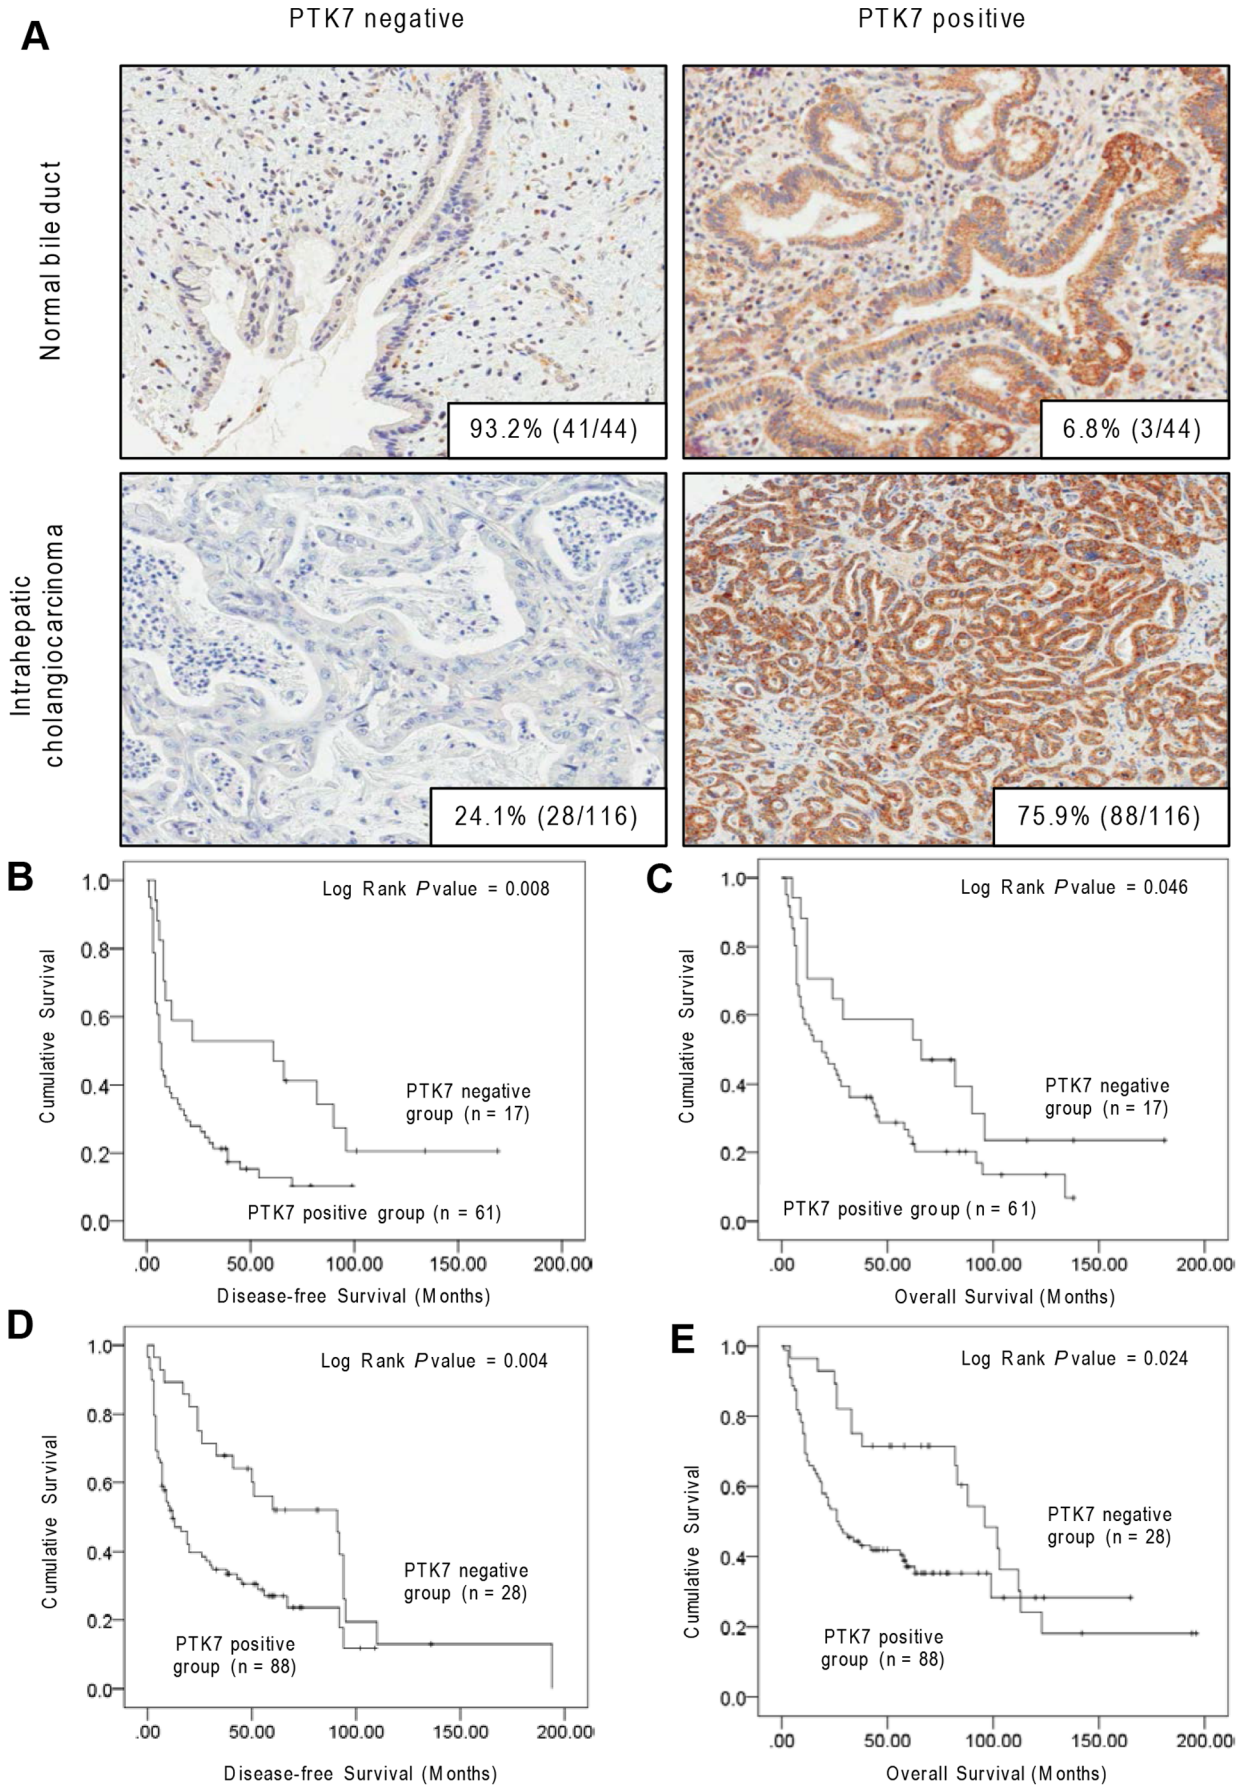 PTK7 negative
PTK7 positive
A
Normal bile duct
93.2% (41/44)
6.8% (3/44)
Intrahepatic
cholangiocarcinoma
24.1% (28/116)
75.9% (88/116)
B
Log Rank P value = 0.008
Cumulative Survival
1.0
0.8
0.6
0.4
0.2
0.0
PTK7 negative
group (n = 17)
PTK7 positive group (n = 61)
.00 50.00 100.00 150.00 200.00
Disease-free Survival (Months)
C
Log Rank P value = 0.046
Cumulative Survival
1.0
0.8
0.6
0.4
0.2
0.0
PTK7 negative
group (n = 17)
PTK7 positive group (n = 61)
.00 50.00 100.00 150.00 200.00
Overall Survival (Months)
D
Log Rank P value = 0.004
Cumulative Survival
1.0
0.8
0.6
0.4
0.2
0.0
PTK7 negative
group (n = 28)
PTK7 positive
group (n = 88)
.00 50.00 100.00 150.00 200.00
Disease-free Survival (Months)
E
Log Rank P value = 0.024
Cumulative Survival
1.0
0.8
0.6
0.4
0.2
0.0
PTK7 negative
group (n = 28)
PTK7 positive
group (n = 88)
.00 50.00 100.00 150.00 200.00
Overall Survival (Months)